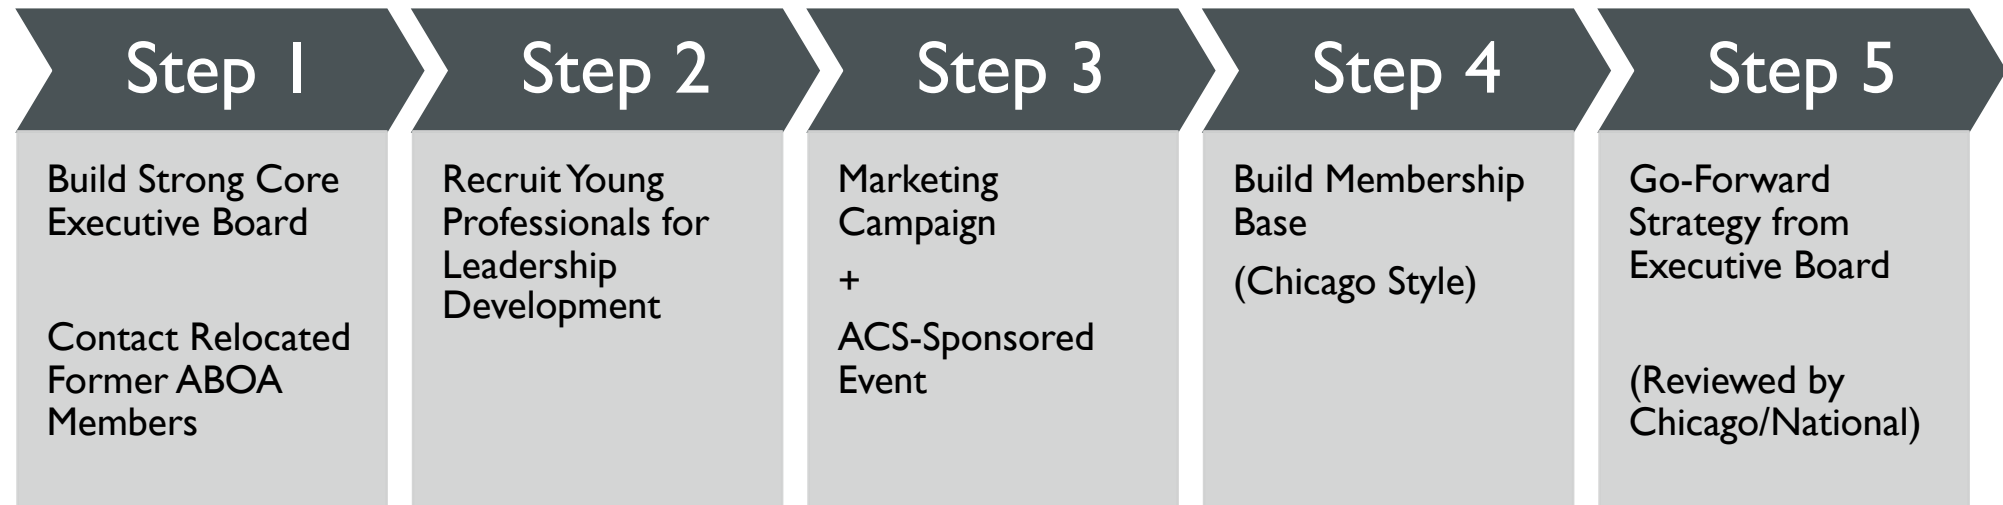 Step 1
Build Strong Core
Executive Board
Contact Relocated
Former ABOA
Members
Step 2
Recruit Young
Professionals for
Leadership
Development
Step 3
Marketing
Campaign
+
ACS-Sponsored
Event
Step 4
Build Membership
Base
(Chicago Style)
Step 5
Go-Forward
Strategy from
Executive Board
(Reviewed by
Chicago/National)